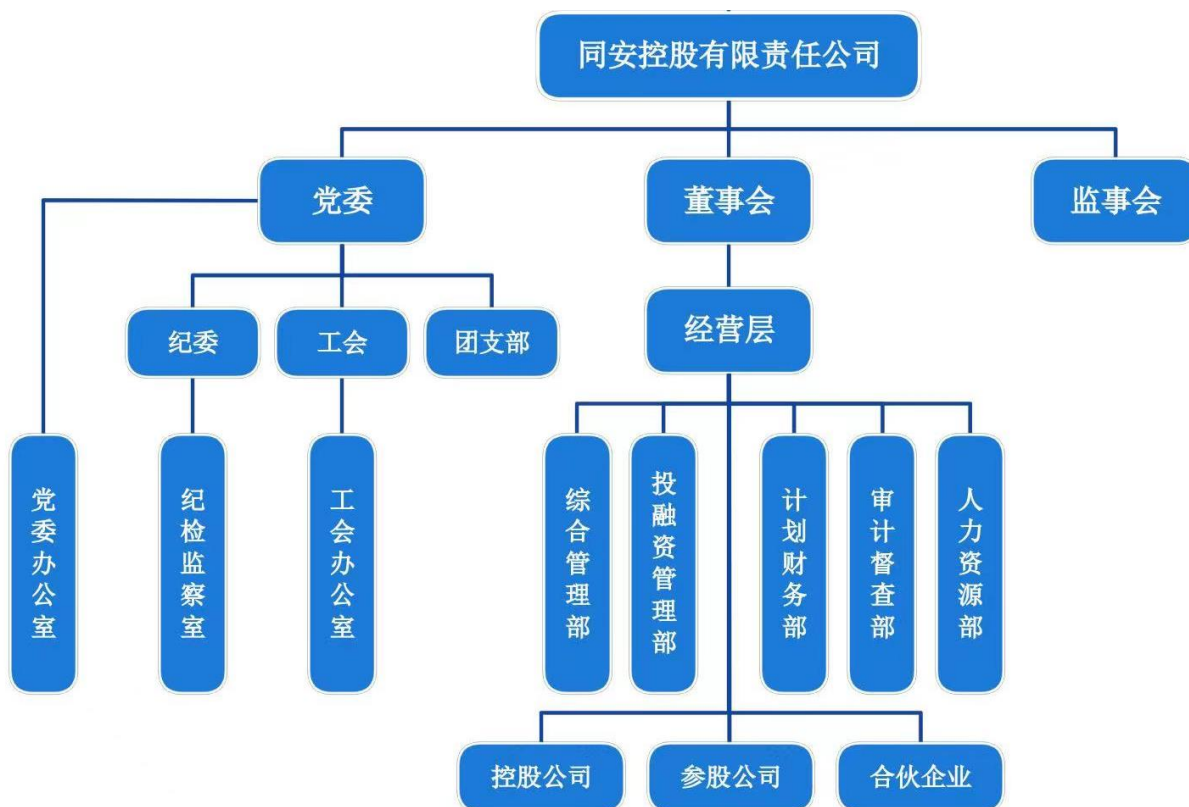 同安控股有限责任公司
党委
董事会
监事会
纪委
工会
团支部
经营层
党委办公室
纪检监察室
工会办公室
综合管理部
投融资管理部
计划财务部
审计督查部
人力资源部
控股公司
参股公司
合伙企业